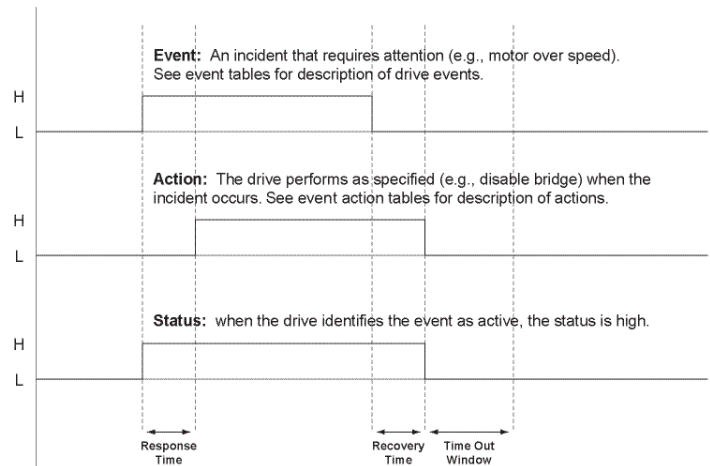 Event: An incident that requires attention (e.g., motor over speed).
See event tables for description of drive events.
H
L
Action: The drive performs as specified (e.g., disable bridge) when the
incident occurs. See event action tables for description of actions.
H
L
Status: when the drive identifies the event as active, the status is high.
H
L
Response
Time
Recovery
Time
Time Out
Window